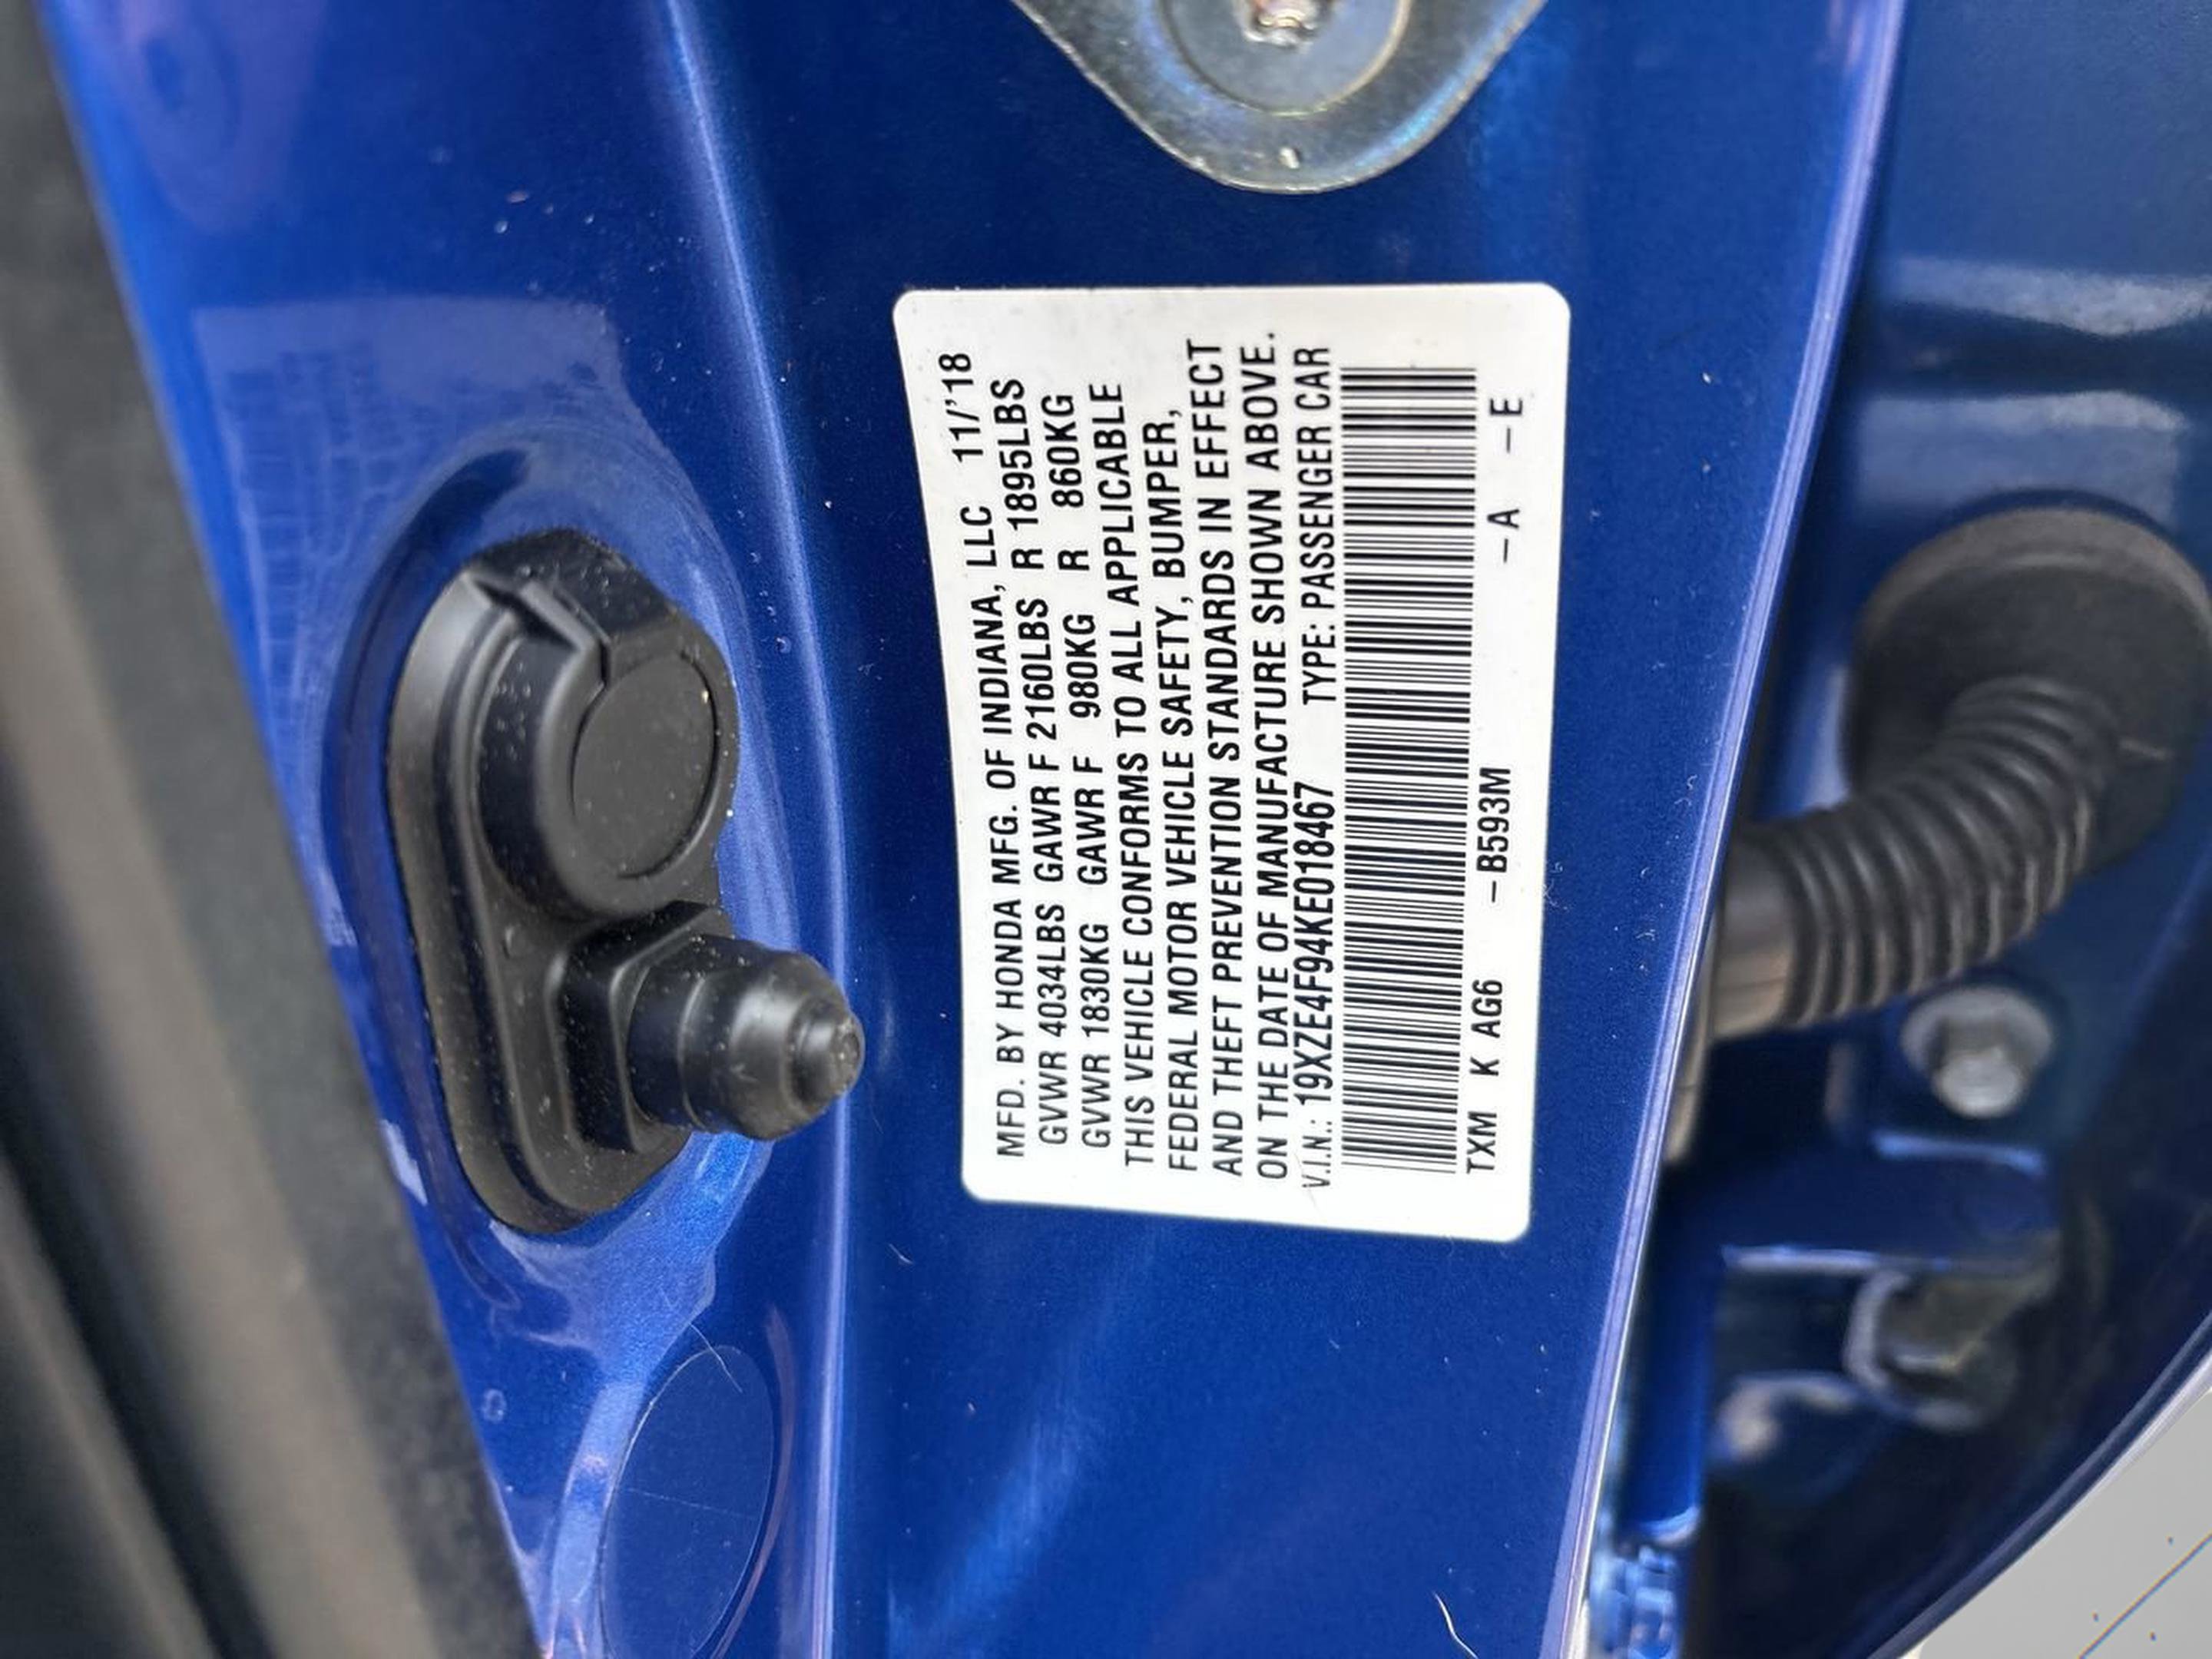 MFD. BY HONDA MFG. OF INDIANA, LLC 11/'18
GVWR 4034LBS GAWR F 2160LBS R 1895LBS
GVWR 1830KG GAWR F 980KG R 860KG
THIS VEHICLE CONFORMS TO ALL APPLICABLE
FEDERAL MOTOR VEHICLE SAFETY, BUMPER,
AND THEFT PREVENTION STANDARDS IN EFFECT
ON THE DATE OF MANUFACTURE SHOWN ABOVE.
V.I.N.: 19XZE4F94KE018467 TYPE: PASSENGER CAR
TXM K AG6 –B593M –A –E